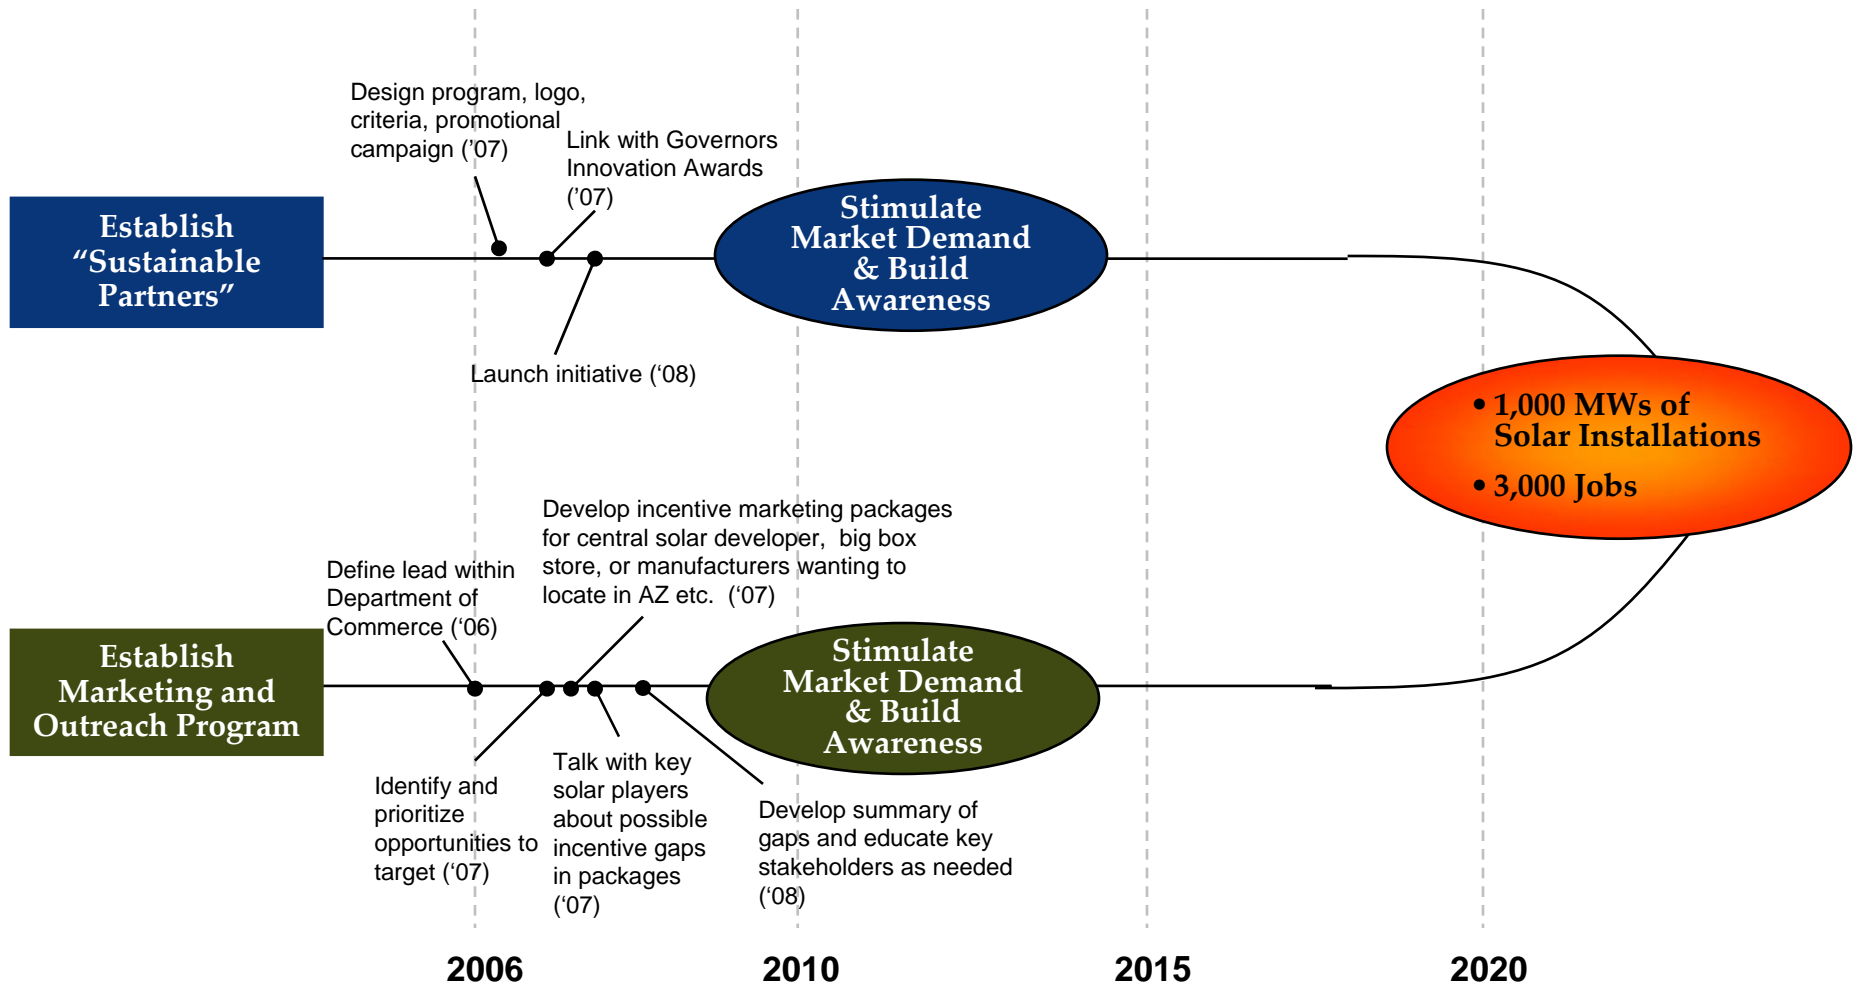 Design program, logo,
criteria, promotional
campaign (’07)
Link with Governors
Innovation Awards
(’07)
Establish
“Sustainable
Partners”
Stimulate
Market Demand
& Build
Awareness
Launch initiative (‘08)
• 1,000 MWs of
Solar Installations
• 3,000 Jobs
Develop incentive marketing packages
for central solar developer, big box
store, or manufacturers wanting to
locate in AZ etc. (‘07)
Define lead within
Department of
Commerce (‘06)
Establish
Marketing and
Outreach Program
Stimulate
Market Demand
& Build
Awareness
Identify and
prioritize
opportunities to
target (‘07)
Talk with key
solar players
about possible
incentive gaps
in packages
(‘07)
Develop summary of
gaps and educate key
stakeholders as needed
(‘08)
2006
2010
2015
2020